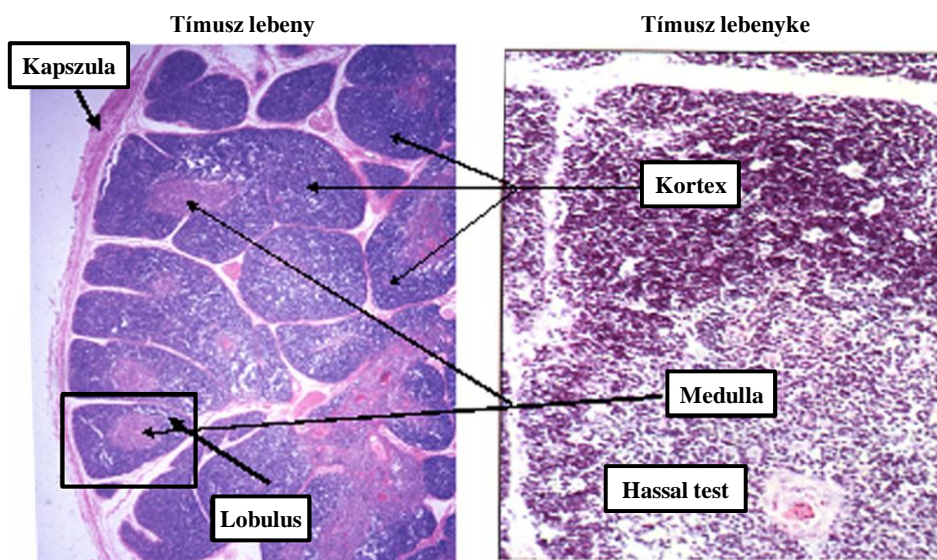 Tímusz lebeny
Tímusz lebenyke
Kapszula
Kortex
Medulla
Hassal test
Lobulus